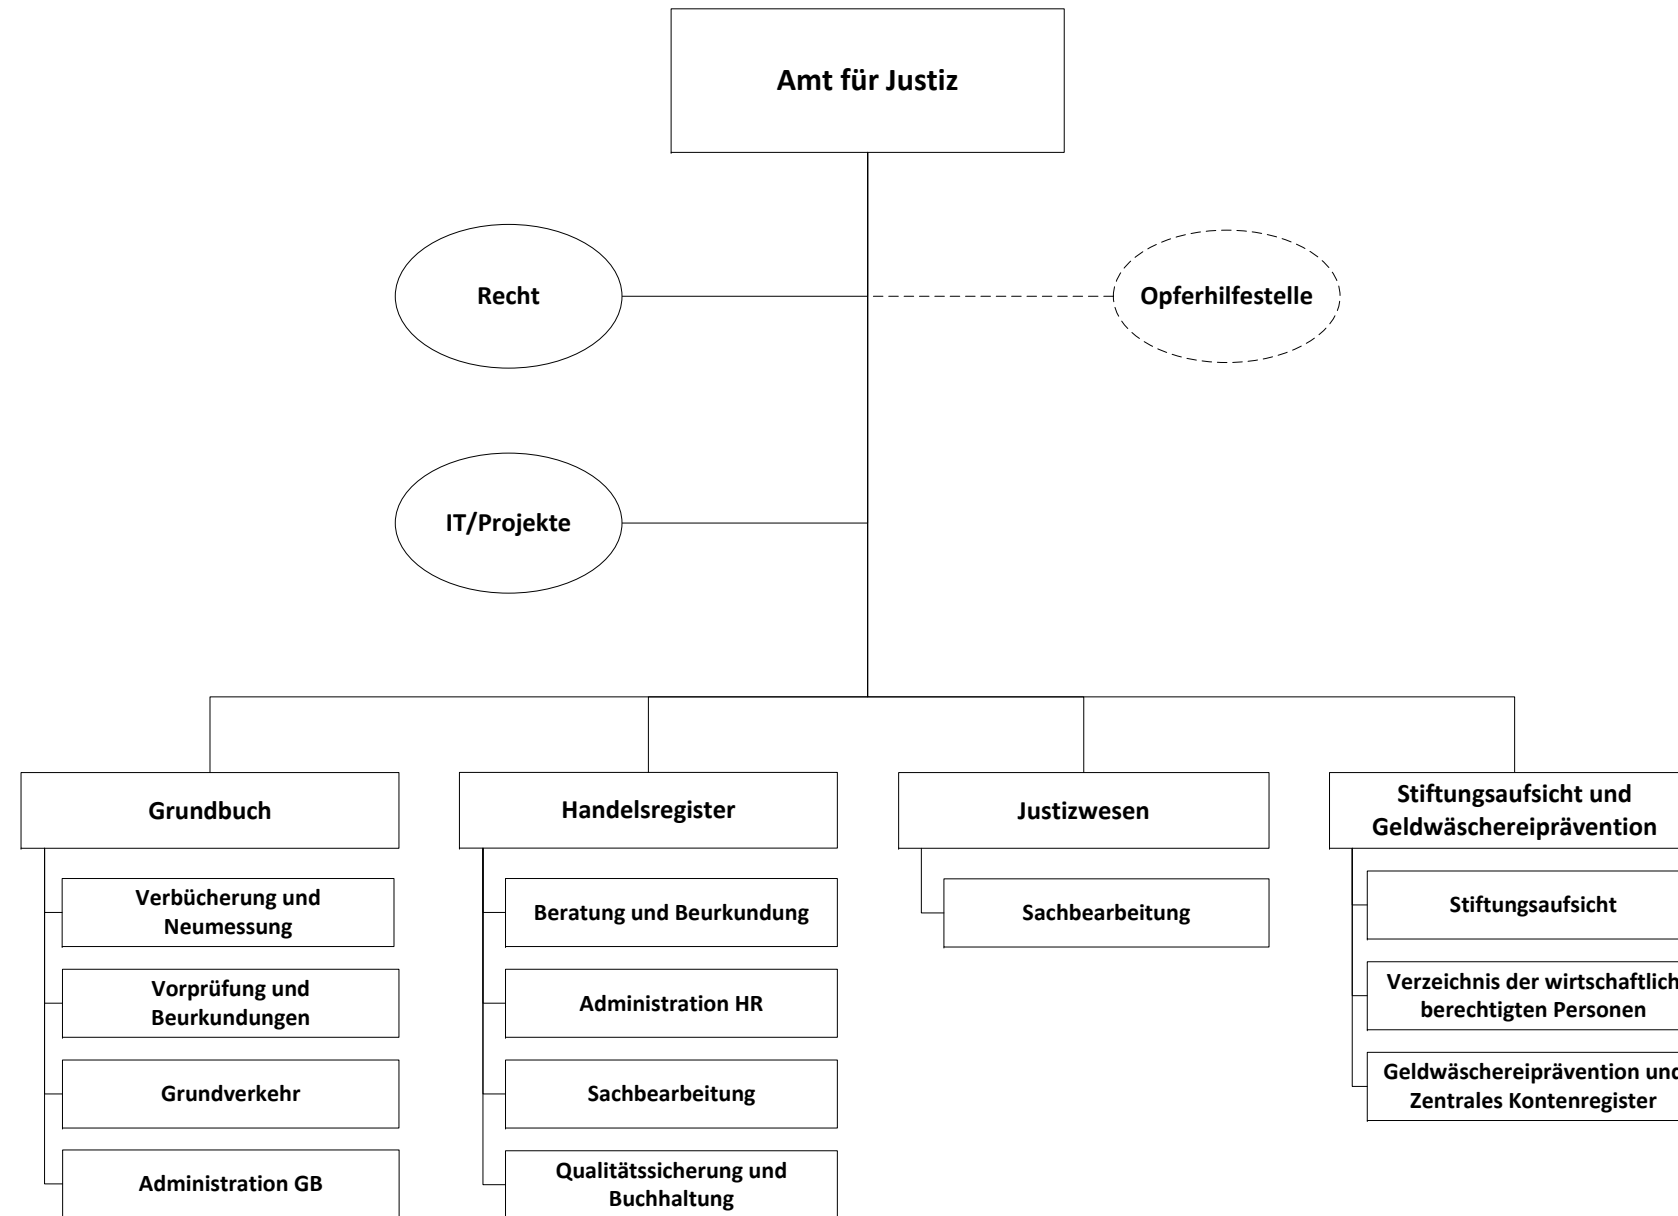 Amt für Justiz
Recht
Opferhilfestelle
IT/Projekte
Grundbuch
Verbücherung und
Neumessung
Vorprüfung und
Beurkundungen
Grundverkehr
Administration GB
Handelsregister
Beratung und Beurkundung
Administration HR
Sachbearbeitung
Qualitätssicherung und
Buchhaltung
Justizwesen
Sachbearbeitung
Stiftungsaufsicht und
Geldwäschereiprävention
Stiftungsaufsicht
Verzeichnis der wirtschaftlich
berechtigten Personen
Geldwäschereiprävention und
Zentrales Kontenregister